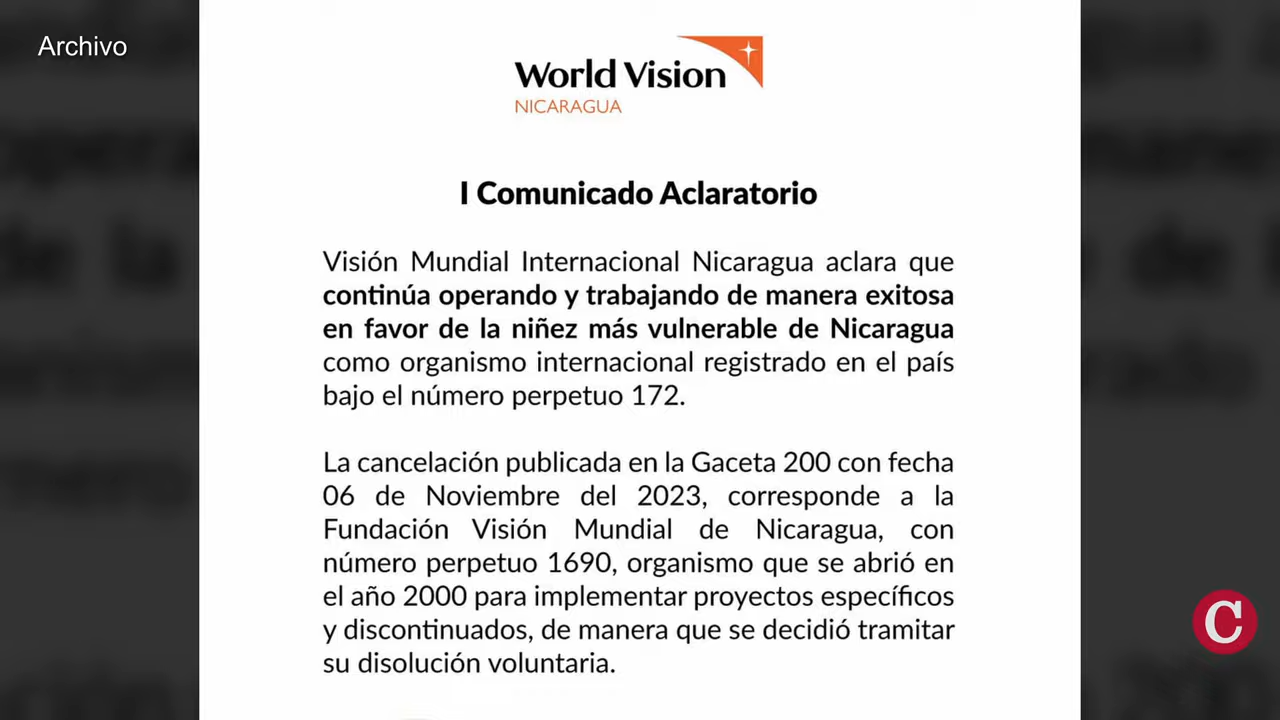 Archivo
World Vision
NICARAGUA
I Comunicado Aclaratorio
Visión Mundial Internacional Nicaragua aclara que
continúa operando y trabajando de manera exitosa
en favor de la niñez más vulnerable de Nicaragua
como organismo internacional registrado en el país
bajo el número perpetuo 172.
La cancelación publicada en la Gaceta 200 con fecha
06 de Noviembre del 2023, corresponde a la
Fundación Visión Mundial de Nicaragua, con
número perpetuo 1690, organismo que se abrió en
el año 2000 para implementar proyectos específicos
y discontinuados, de manera que se decidió tramitar
su disolución voluntaria.
C